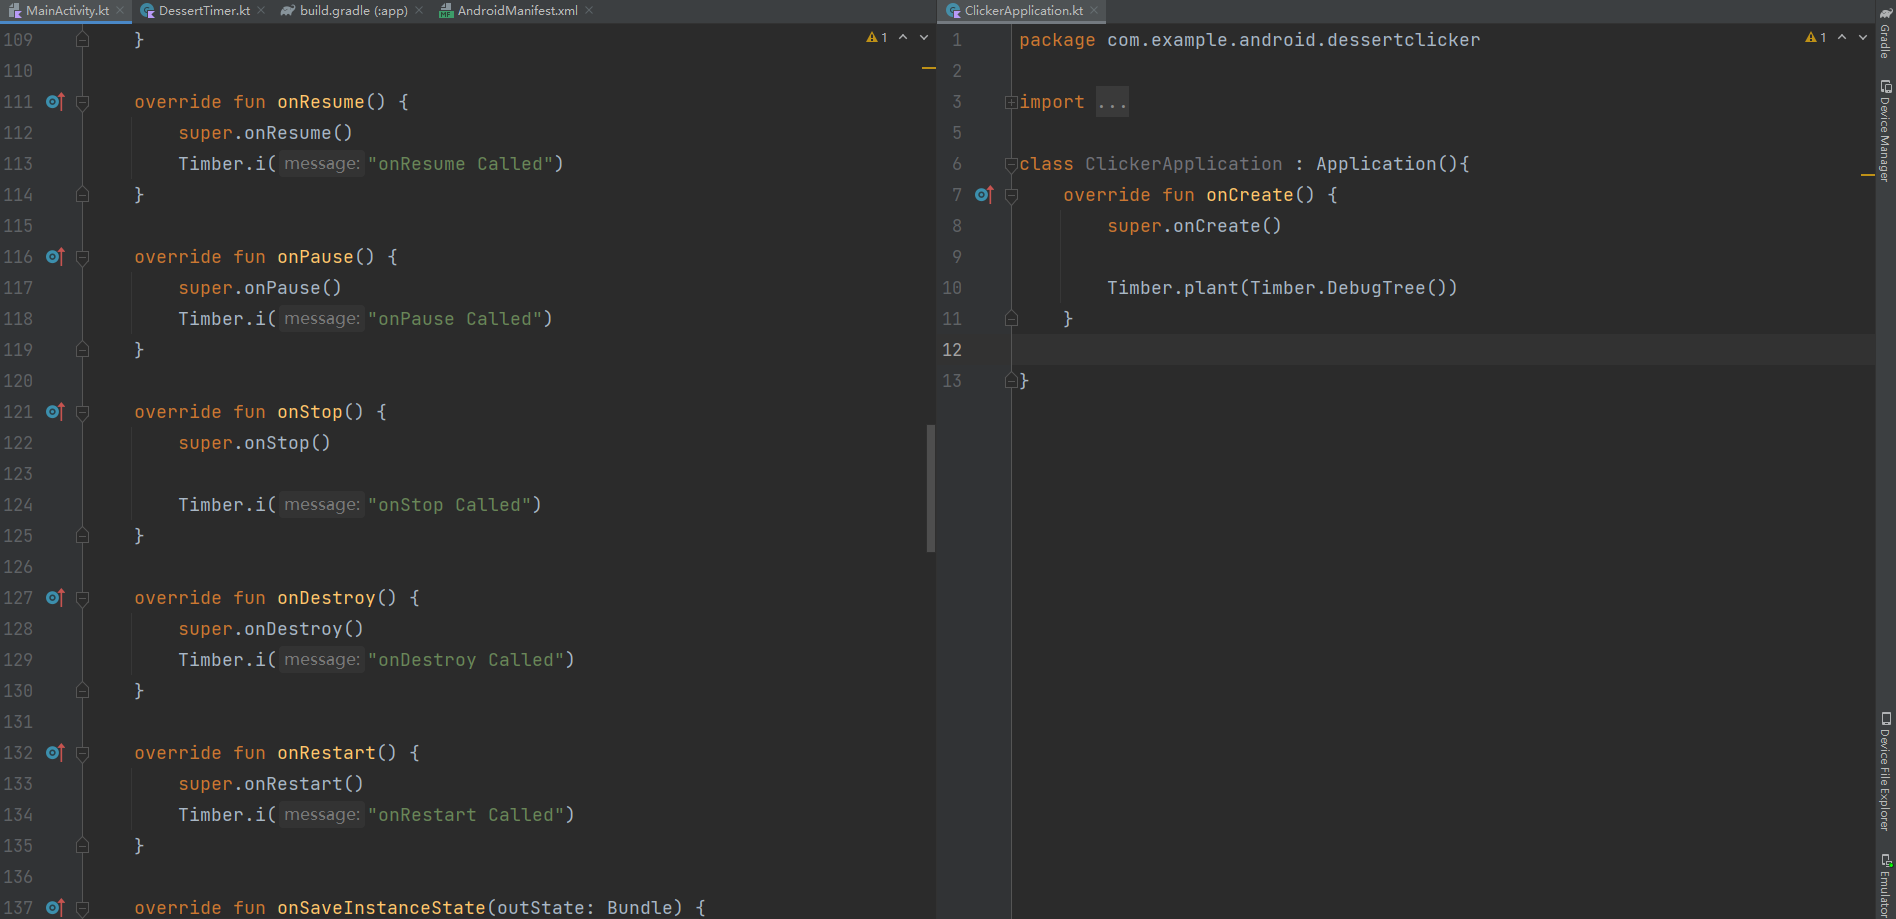 MainActivity.kt
DessertTimer.kt
build.gradle (:app)
AndroidManifest.xml
1
109 }
110
111 override fun onResume() {
112 super.onResume()
113 Timber.i( message: "onResume Called")
114 }
115
116 override fun onPause() {
117 super.onPause()
118 Timber.i( message: "onPause Called")
119 }
120
121 override fun onStop() {
122 super.onStop()
123
124 Timber.i( message: "onStop Called")
125 }
126
127 override fun onDestroy() {
128 super.onDestroy()
129 Timber.i( message: "onDestroy Called")
130 }
131
132 override fun onRestart() {
133 super.onRestart()
134 Timber.i( message: "onRestart Called")
135 }
136
137 override fun onSaveInstanceState(outState: Bundle) {
ClickerApplication.kt
1
1 package com.example.android.dessertclicker
2
3 import ...
5
6 class ClickerApplication : Application(){
7 override fun onCreate() {
8 super.onCreate()
9
10 Timber.plant(Timber.DebugTree())
11 }
12
13 }
Gradle
Device Manager
Device File Explorer
Emulator